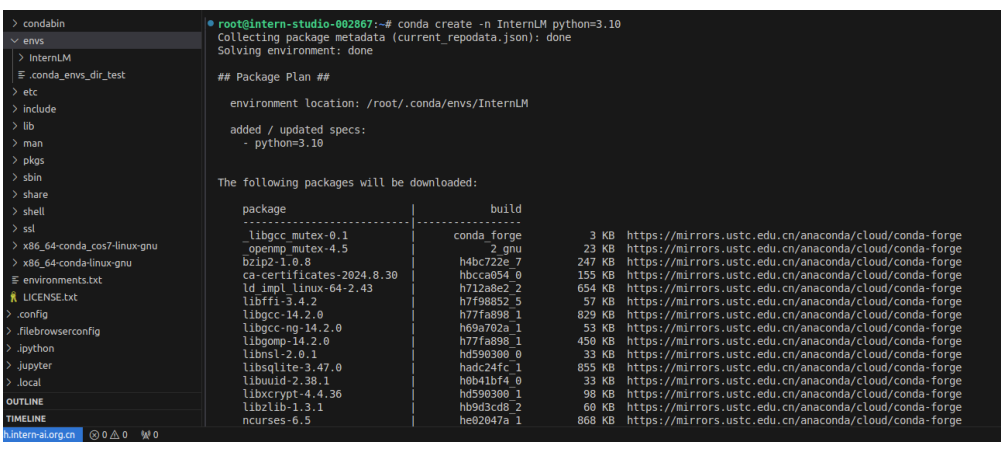 > condabin
∨ envs
> InternLM
≡ .conda_envs_dir_test
> etc
> include
> lib
> man
> pkgs
> sbin
> share
> shell
> ssl
> x86_64-conda_cos7-linux-gnu
> x86_64-conda-linux-gnu
≡ environments.txt
LICENSE.txt
> .config
> .filebrowserconfig
> .ipython
> .jupyter
> .local
OUTLINE
TIMELINE
h.intern-ai.org.cn 0 0 0
root@intern-studio-002867:~# conda create -n InternLM python=3.10
Collecting package metadata (current_repodata.json): done
Solving environment: done
## Package Plan ##
environment location: /root/.conda/envs/InternLM
added / updated specs:
- python=3.10
The following packages will be downloaded:
package | build
---------------------------|-----------------
_libgcc_mutex-0.1 | conda_forge 3 KB https://mirrors.ustc.edu.cn/anaconda/cloud/conda-forge
_openmp_mutex-4.5 | 2_gnu 23 KB https://mirrors.ustc.edu.cn/anaconda/cloud/conda-forge
bzip2-1.0.8 | h4bc722e_7 247 KB https://mirrors.ustc.edu.cn/anaconda/cloud/conda-forge
ca-certificates-2024.8.30 | hbcca054_0 155 KB https://mirrors.ustc.edu.cn/anaconda/cloud/conda-forge
ld_impl_linux-64-2.43 | h712a8e2_2 654 KB https://mirrors.ustc.edu.cn/anaconda/cloud/conda-forge
libffi-3.4.2 | h7f98852_5 57 KB https://mirrors.ustc.edu.cn/anaconda/cloud/conda-forge
libgcc-14.2.0 | h77fa898_1 829 KB https://mirrors.ustc.edu.cn/anaconda/cloud/conda-forge
libgcc-ng-14.2.0 | h69a702a_1 53 KB https://mirrors.ustc.edu.cn/anaconda/cloud/conda-forge
libgomp-14.2.0 | h77fa898_1 450 KB https://mirrors.ustc.edu.cn/anaconda/cloud/conda-forge
libnsl-2.0.1 | hd590300_0 33 KB https://mirrors.ustc.edu.cn/anaconda/cloud/conda-forge
libsqlite-3.47.0 | hadc24fc_1 855 KB https://mirrors.ustc.edu.cn/anaconda/cloud/conda-forge
libuuid-2.38.1 | h0b41bf4_0 33 KB https://mirrors.ustc.edu.cn/anaconda/cloud/conda-forge
libxcrypt-4.4.36 | hd590300_1 98 KB https://mirrors.ustc.edu.cn/anaconda/cloud/conda-forge
libzlib-1.3.1 | hb9d3cd8_2 60 KB https://mirrors.ustc.edu.cn/anaconda/cloud/conda-forge
ncurses-6.5 | he02047a_1 868 KB https://mirrors.ustc.edu.cn/anaconda/cloud/conda-forge